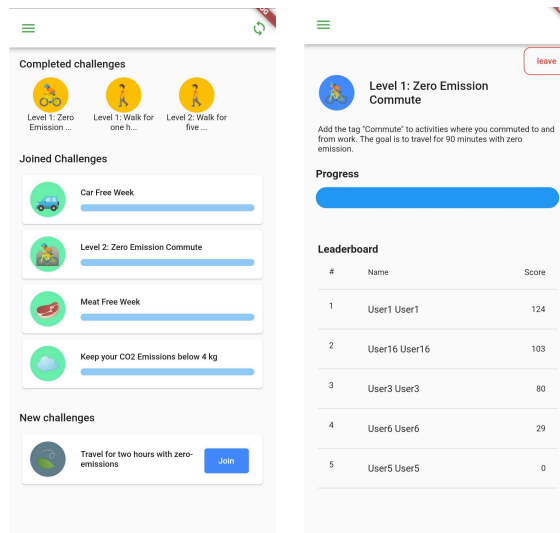 Completed challenges
Level 1: Zero
Emission ...
Level 1: Walk for
one h...
Level 2: Walk for
five ...
Joined Challenges
Car Free Week
Level 2: Zero Emission Commute
Meat Free Week
Keep your CO2 Emissions below 4 kg
New challenges
Travel for two hours with zero-
emissions
Join
leave
Level 1: Zero Emission
Commute
Add the tag "Commute" to activities where you commuted to and
from work. The goal is to travel for 90 minutes with zero
emission.
Progress
Leaderboard
# Name Score
1 User1 User1 124
2 User16 User16 103
3 User3 User3 80
4 User6 User6 29
5 User5 User5 0